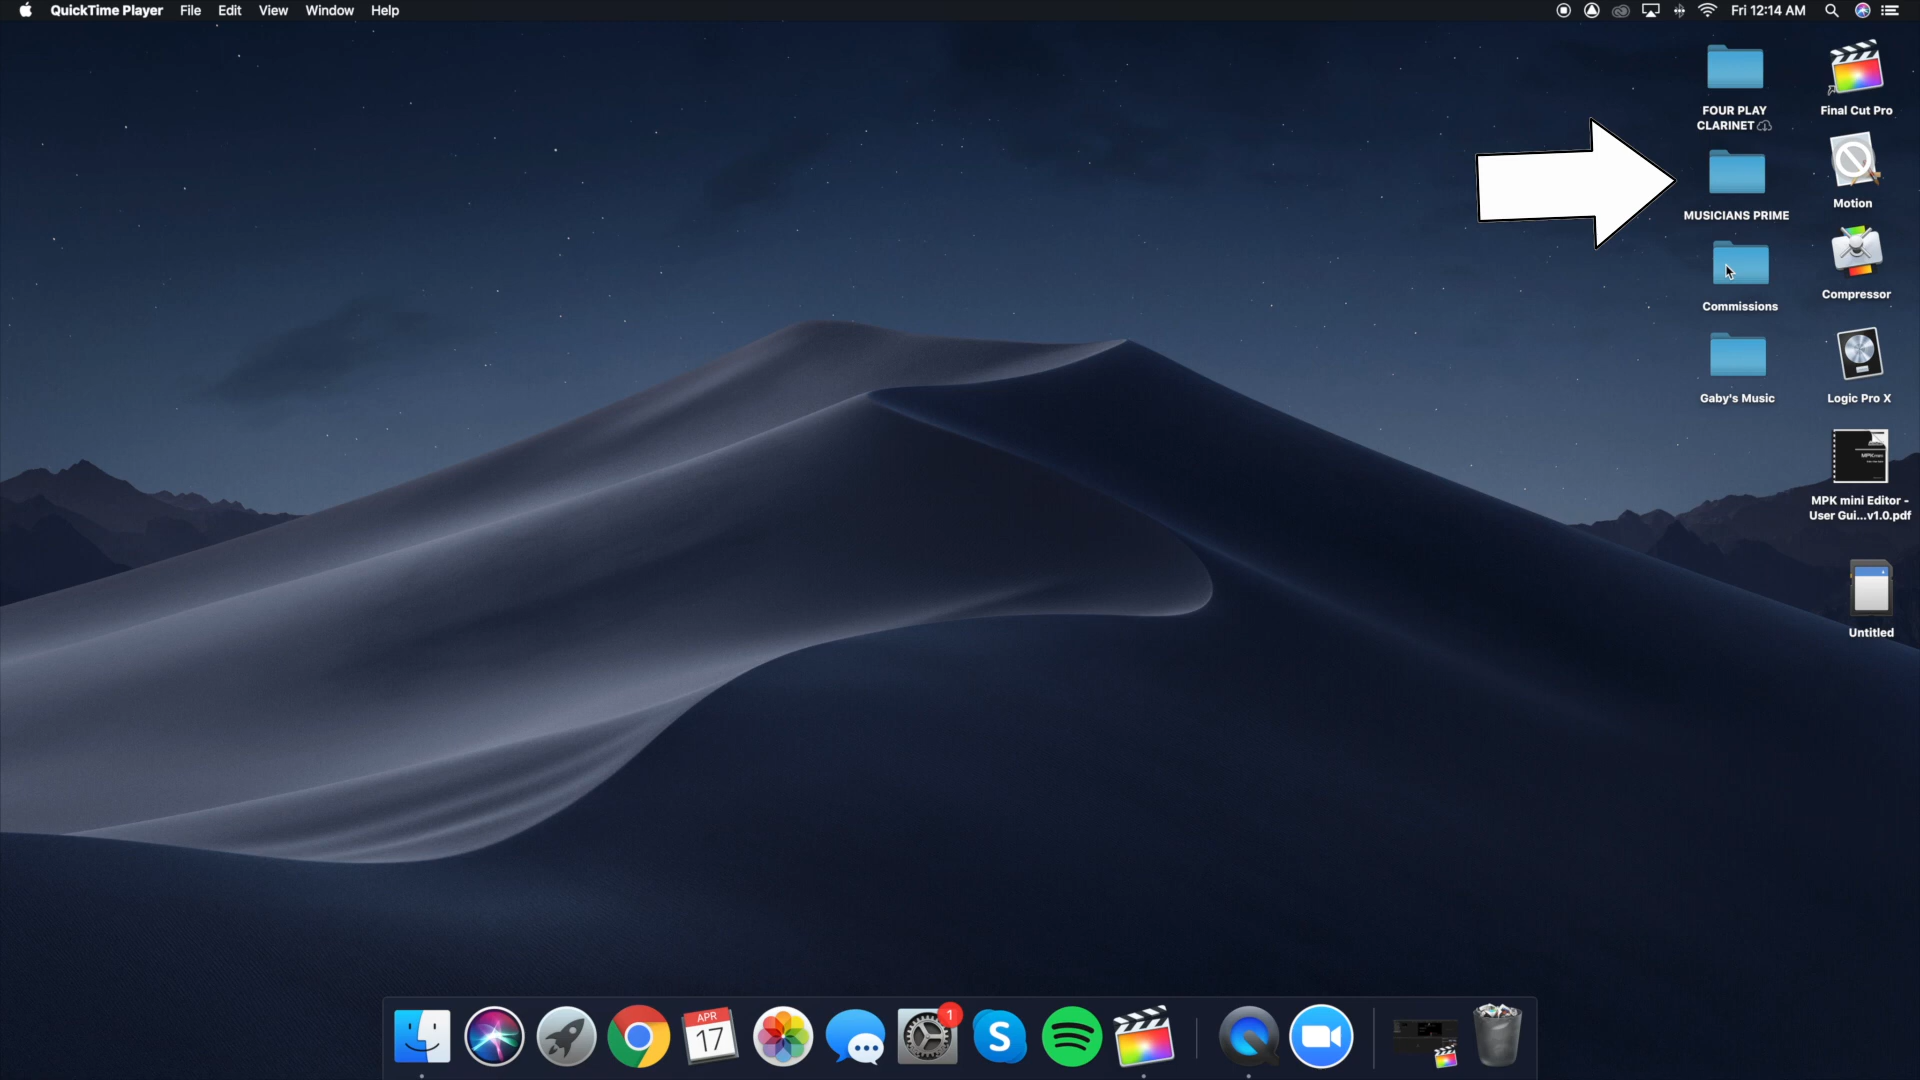 QuickTime Player File Edit View Window Help
Fri 12:14 AM
FOUR PLAY
CLARINET
Final Cut Pro
MUSICIANS PRIME
Motion
Commissions
Compressor
Gaby's Music
Logic Pro X
MPK mini Editor -
User Gui...v1.0.pdf
Untitled
APR
17
1
S